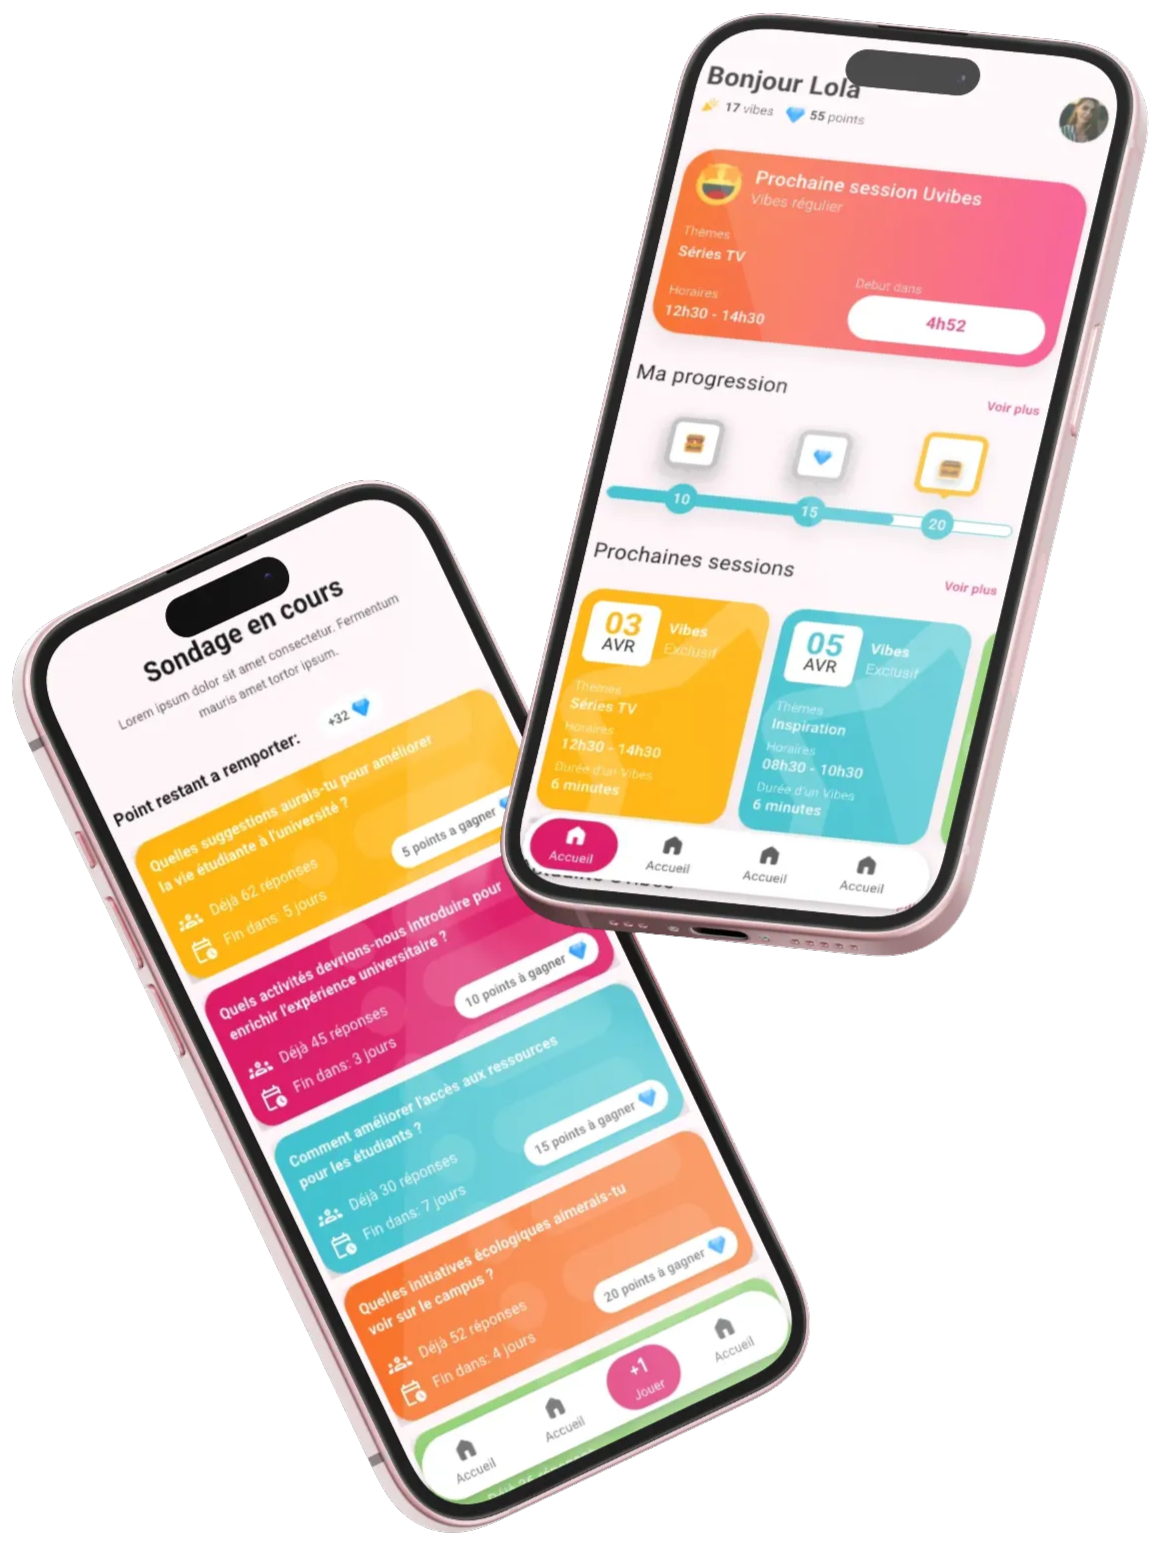 Bonjour Lola
17 vibes 55 points
Prochaine session Uvibes
Vibes régulier
Thèmes
Séries TV
Horaires
12h30 - 14h30
Debut dans
4h52
Ma progression
Voir plus
10
15
20
Prochaines sessions
Voir plus
03
AVR
Vibes
Exclusif
Thèmes
Séries TV
Horaires
12h30 - 14h30
Durée d'un Vibes
6 minutes
05
AVR
Vibes
Exclusif
Thèmes
Inspiration
Horaires
08h30 - 10h30
Durée d'un Vibes
6 minutes
Accueil
Accueil
Accueil
Accueil
Sondage en cours
Lorem ipsum dolor sit amet consectetur. Fermentum
mauris amet tortor ipsum.
Point restant a remporter:
+32
Quelles suggestions aurais-tu pour améliorer
la vie étudiante à l'université ?
Déjà 62 réponses
Fin dans: 5 jours
5 points a gagner
Quels activités devrions-nous introduire pour
enrichir l'expérience universitaire ?
Déjà 45 réponses
Fin dans: 3 jours
10 points à gagner
Comment améliorer l'accès aux ressources
pour les étudiants ?
Déjà 30 réponses
Fin dans: 7 jours
15 points à gagner
Quelles initiatives écologiques aimerais-tu
voir sur le campus ?
Déjà 52 réponses
Fin dans: 4 jours
20 points à gagner
Accueil
Accueil
+1
Jouer
Accueil